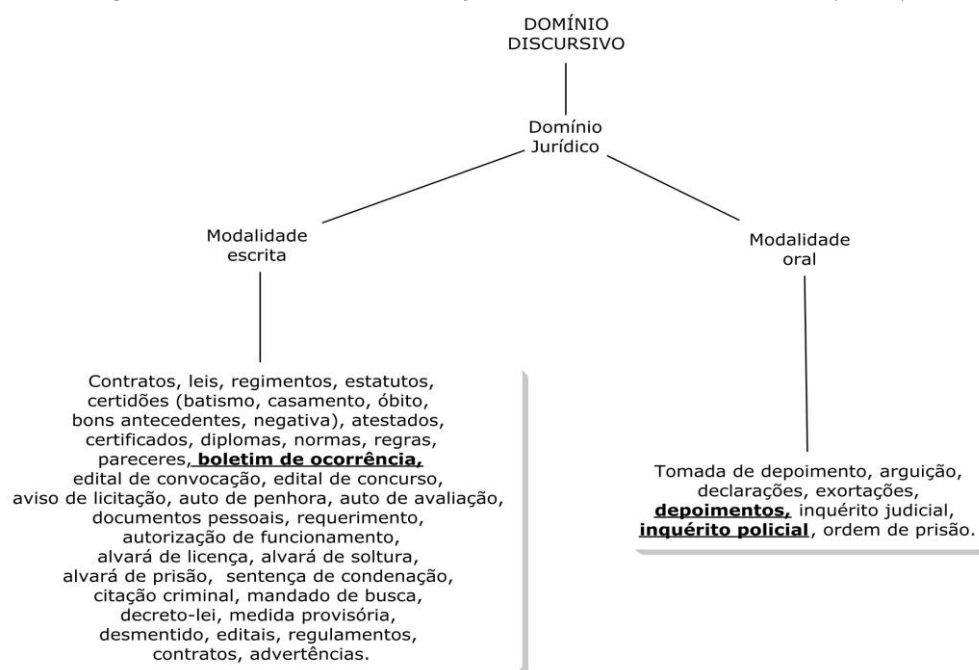 DOMÍNIO
DISCURSIVO
Domínio
Jurídico
Modalidade
escrita
Modalidade
oral
Contratos, leis, regimentos, estatutos,
certidões (batismo, casamento, óbito,
bons antecedentes, negativa), atestados,
certificados, diplomas, normas, regras,
pareceres, boletim de ocorrência,
edital de convocação, edital de concurso,
aviso de licitação, auto de penhora, auto de avaliação,
documentos pessoais, requerimento,
autorização de funcionamento,
alvará de licença, alvará de soltura,
alvará de prisão, sentença de condenação,
citação criminal, mandado de busca,
decreto-lei, medida provisória,
desmentido, editais, regulamentos,
contratos, advertências.
Tomada de depoimento, arguição,
declarações, exortações,
depoimentos, inquérito judicial,
inquérito policial, ordem de prisão.